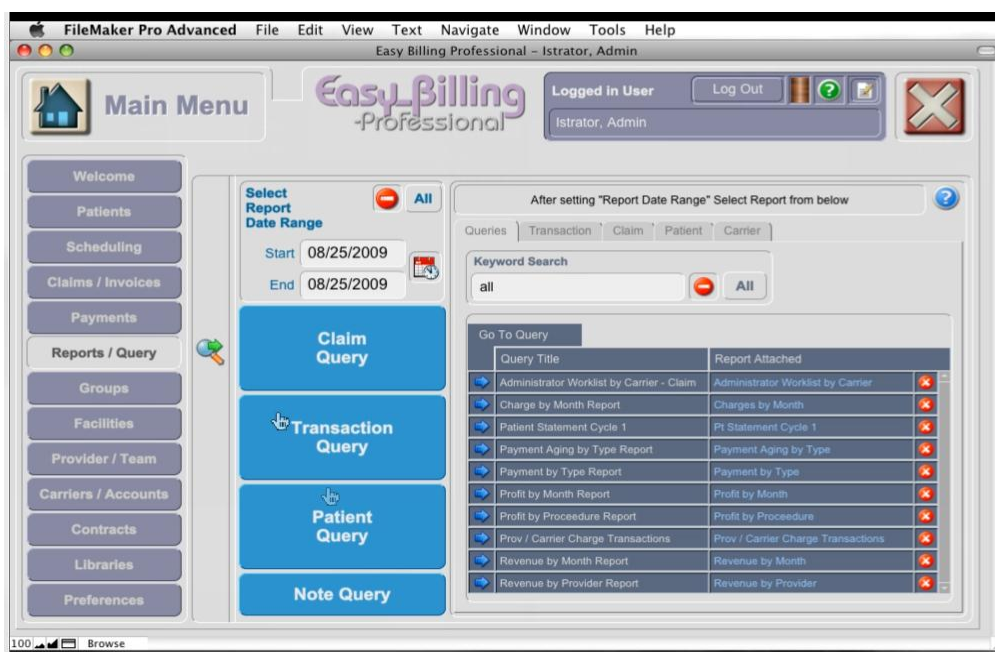 FileMaker Pro Advanced File Edit View Text Navigate Window Tools Help
Easy Billing Professional – Istrator, Admin
Main Menu
Easy-Billing
-Professional
Logged in User
Log Out
Istrator, Admin
Welcome
Patients
Scheduling
Claims / Invoices
Payments
Reports / Query
Groups
Facilities
Provider / Team
Carriers / Accounts
Contracts
Libraries
Preferences
Select
Report
Date Range
All
Start 08/25/2009
End 08/25/2009
Claim
Query
Transaction
Query
Patient
Query
Note Query
After setting "Report Date Range" Select Report from below
Queries Transaction Claim Patient Carrier
Keyword Search
all
All
Go To Query
Query Title Report Attached
Administrator Worklist by Carrier - Claim Administrator Worklist by Carrier
Charge by Month Report Charges by Month
Patient Statement Cycle 1 Pt Statement Cycle 1
Payment Aging by Type Report Payment Aging by Type
Payment by Type Report Payment by Type
Profit by Month Report Profit by Month
Profit by Proceedure Report Profit by Proceedure
Prov / Carrier Charge Transactions Prov / Carrier Charge Transactions
Revenue by Month Report Revenue by Month
Revenue by Provider Report Revenue by Provider
100 Browse